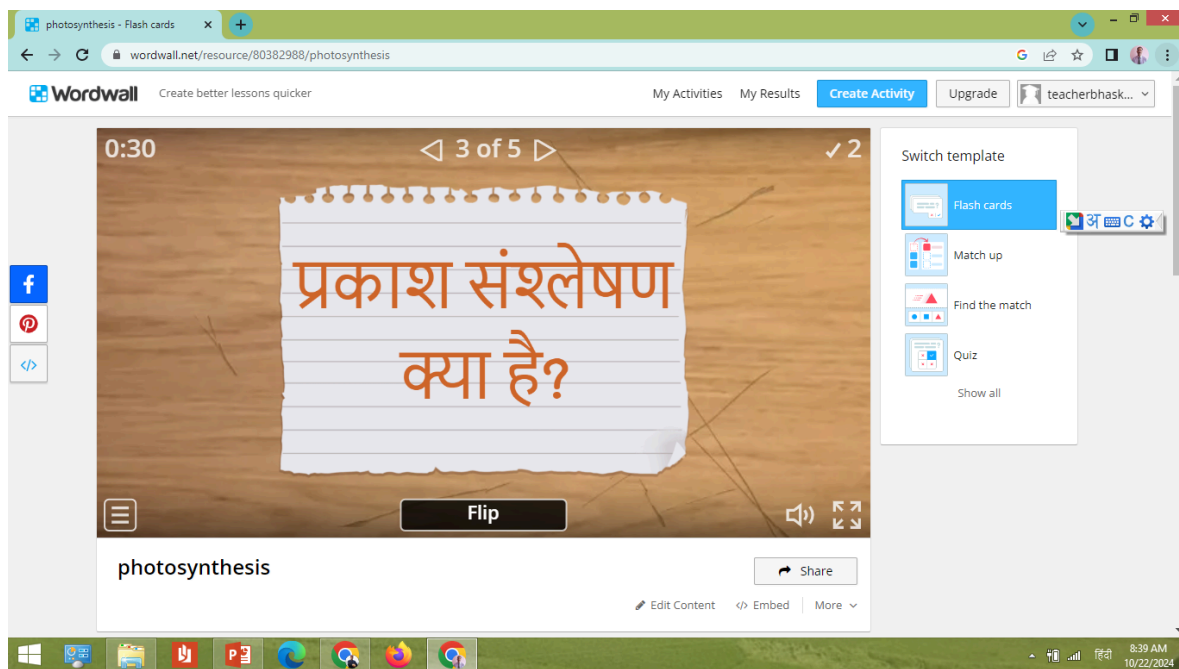 photosynthesis - Flash cards
wordwall.net/resource/80382988/photosynthesis
Wordwall Create better lessons quicker My Activities My Results Create Activity Upgrade teacherbhask...
0:30 3 of 5 ✓ 2
प्रकाश संश्लेषण
क्या है?
Flip
Switch template
Flash cards
Match up
Find the match
Quiz
Show all
अ C
photosynthesis
Share
Edit Content </> Embed More
हिंदी 8:39 AM
10/22/2024